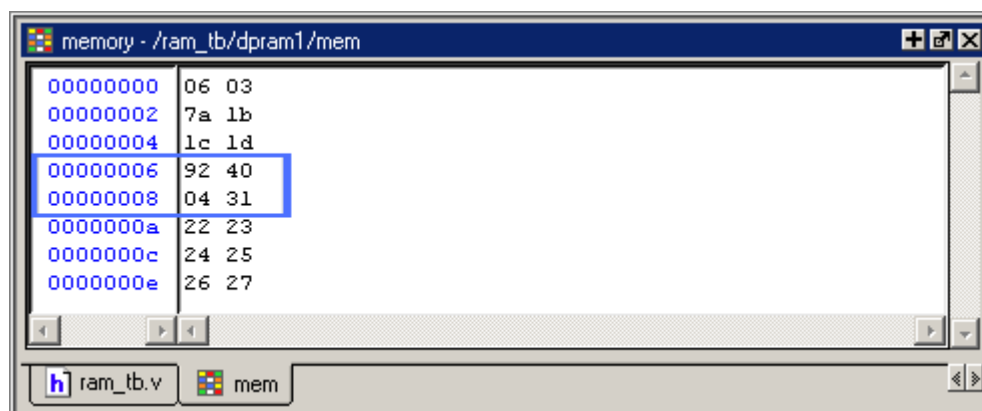 memory - /ram_tb/dpram1/mem
00000000 06 03
00000002 7a 1b
00000004 1c 1d
00000006 92 40
00000008 04 31
0000000a 22 23
0000000c 24 25
0000000e 26 27
h ram_tb.v mem